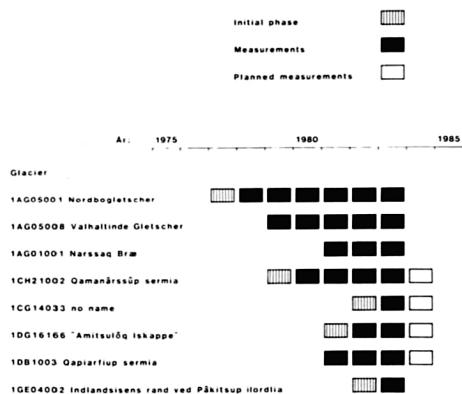 Initial phase
Measurements
Planned measurements
År: 1975 1980 1985
Glacier
1AG05001 Nordbogletscher
1AG05008 Valhaltinde Gletscher
1AG01001 Narssaq Bræ
1CH21002 Qamanârssûp sermia
1CG14033 no name
1DG16166 "Amitsulôq Iskappe"
1DB1003 Qapiarfiup sermia
1GE04002 Indlandsisens rand ved Pâkitsup ilordlia